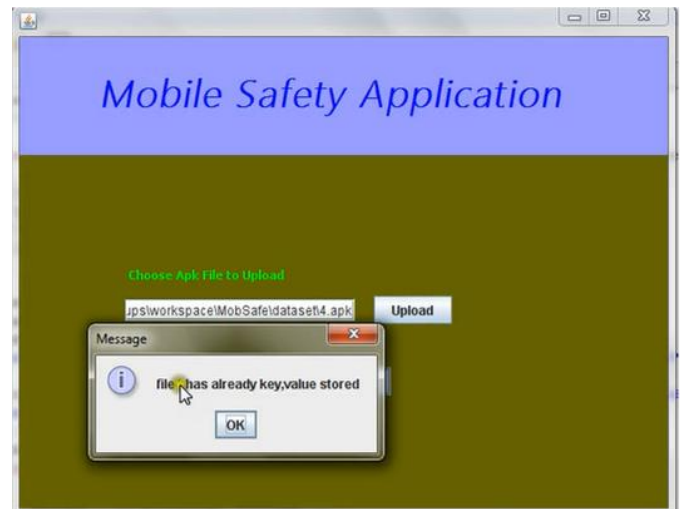 Mobile Safety Application
Choose Apk File to Upload
ups\workspace\MobSafe\dataset\4.apk
Upload
Message
file has already key,value stored
OK